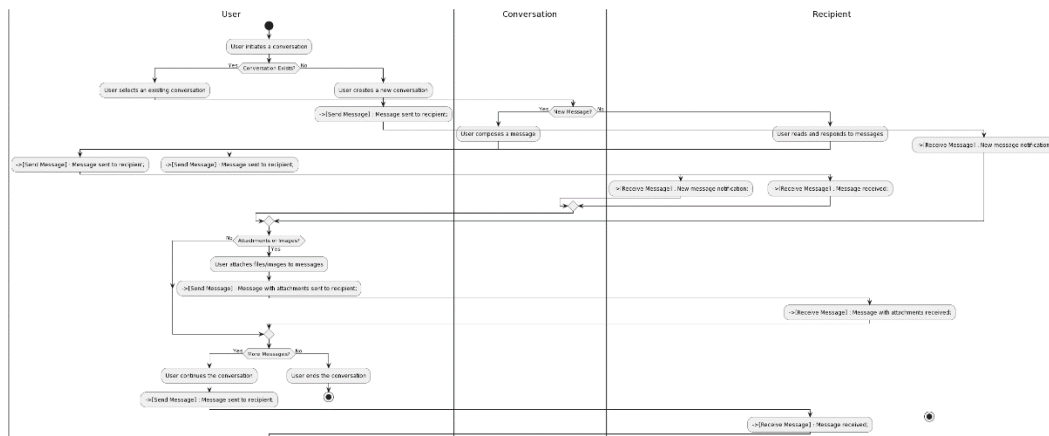 User Conversation Recipient
User initiates a conversation
Yes Conversation Exists? No
User selects an existing conversation User creates a new conversation
Yes New Message? No
->[Send Message] : Message sent to recipient;
User composes a message User reads and responds to messages
->[Receive Message] : New message notification;
->[Send Message] : Message sent to recipient; ->[Send Message] : Message sent to recipient;
->[Receive Message] : New message notification; ->[Receive Message] : Message received;
No Attachments or Images?
Yes
User attaches files/images to messages
->[Send Message] : Message with attachments sent to recipient;
->[Receive Message] : Message with attachments received;
Yes More Messages? No
User continues the conversation User ends the conversation
->[Send Message] : Message sent to recipient;
->[Receive Message] : Message received;